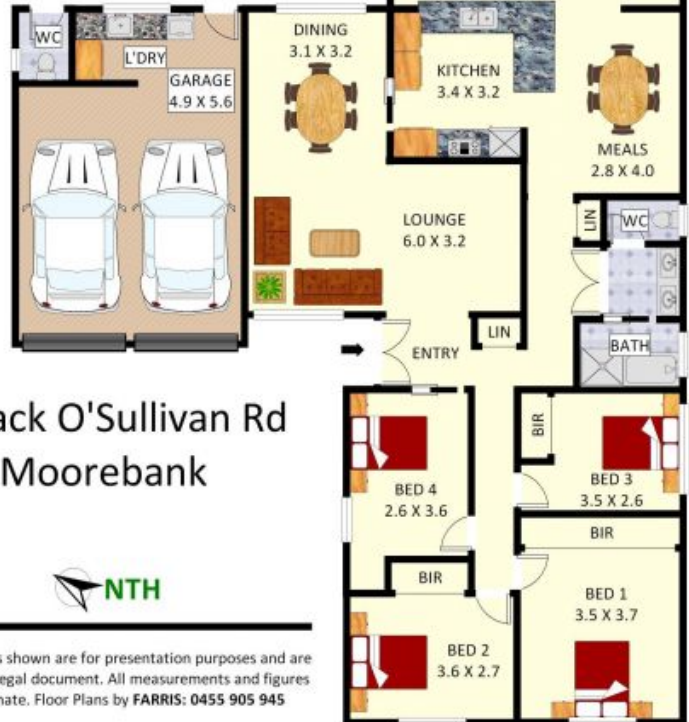 WC
L'DRY
GARAGE
4.9 X 5.6
DINING
3.1 X 3.2
KITCHEN
3.4 X 3.2
MEALS
2.8 X 4.0
LOUNGE
6.0 X 3.2
LIN
WC
LIN
ENTRY
BATH
BIR
BED 3
3.5 X 2.6
BED 4
2.6 X 3.6
BIR
BIR
BED 1
3.5 X 3.7
BED 2
3.6 X 2.7
ack O'Sullivan Rd
Moorebank
NTH
s shown are for presentation purposes and are
egal document. All measurements and figures
nate. Floor Plans by FARRIS: 0455 905 945